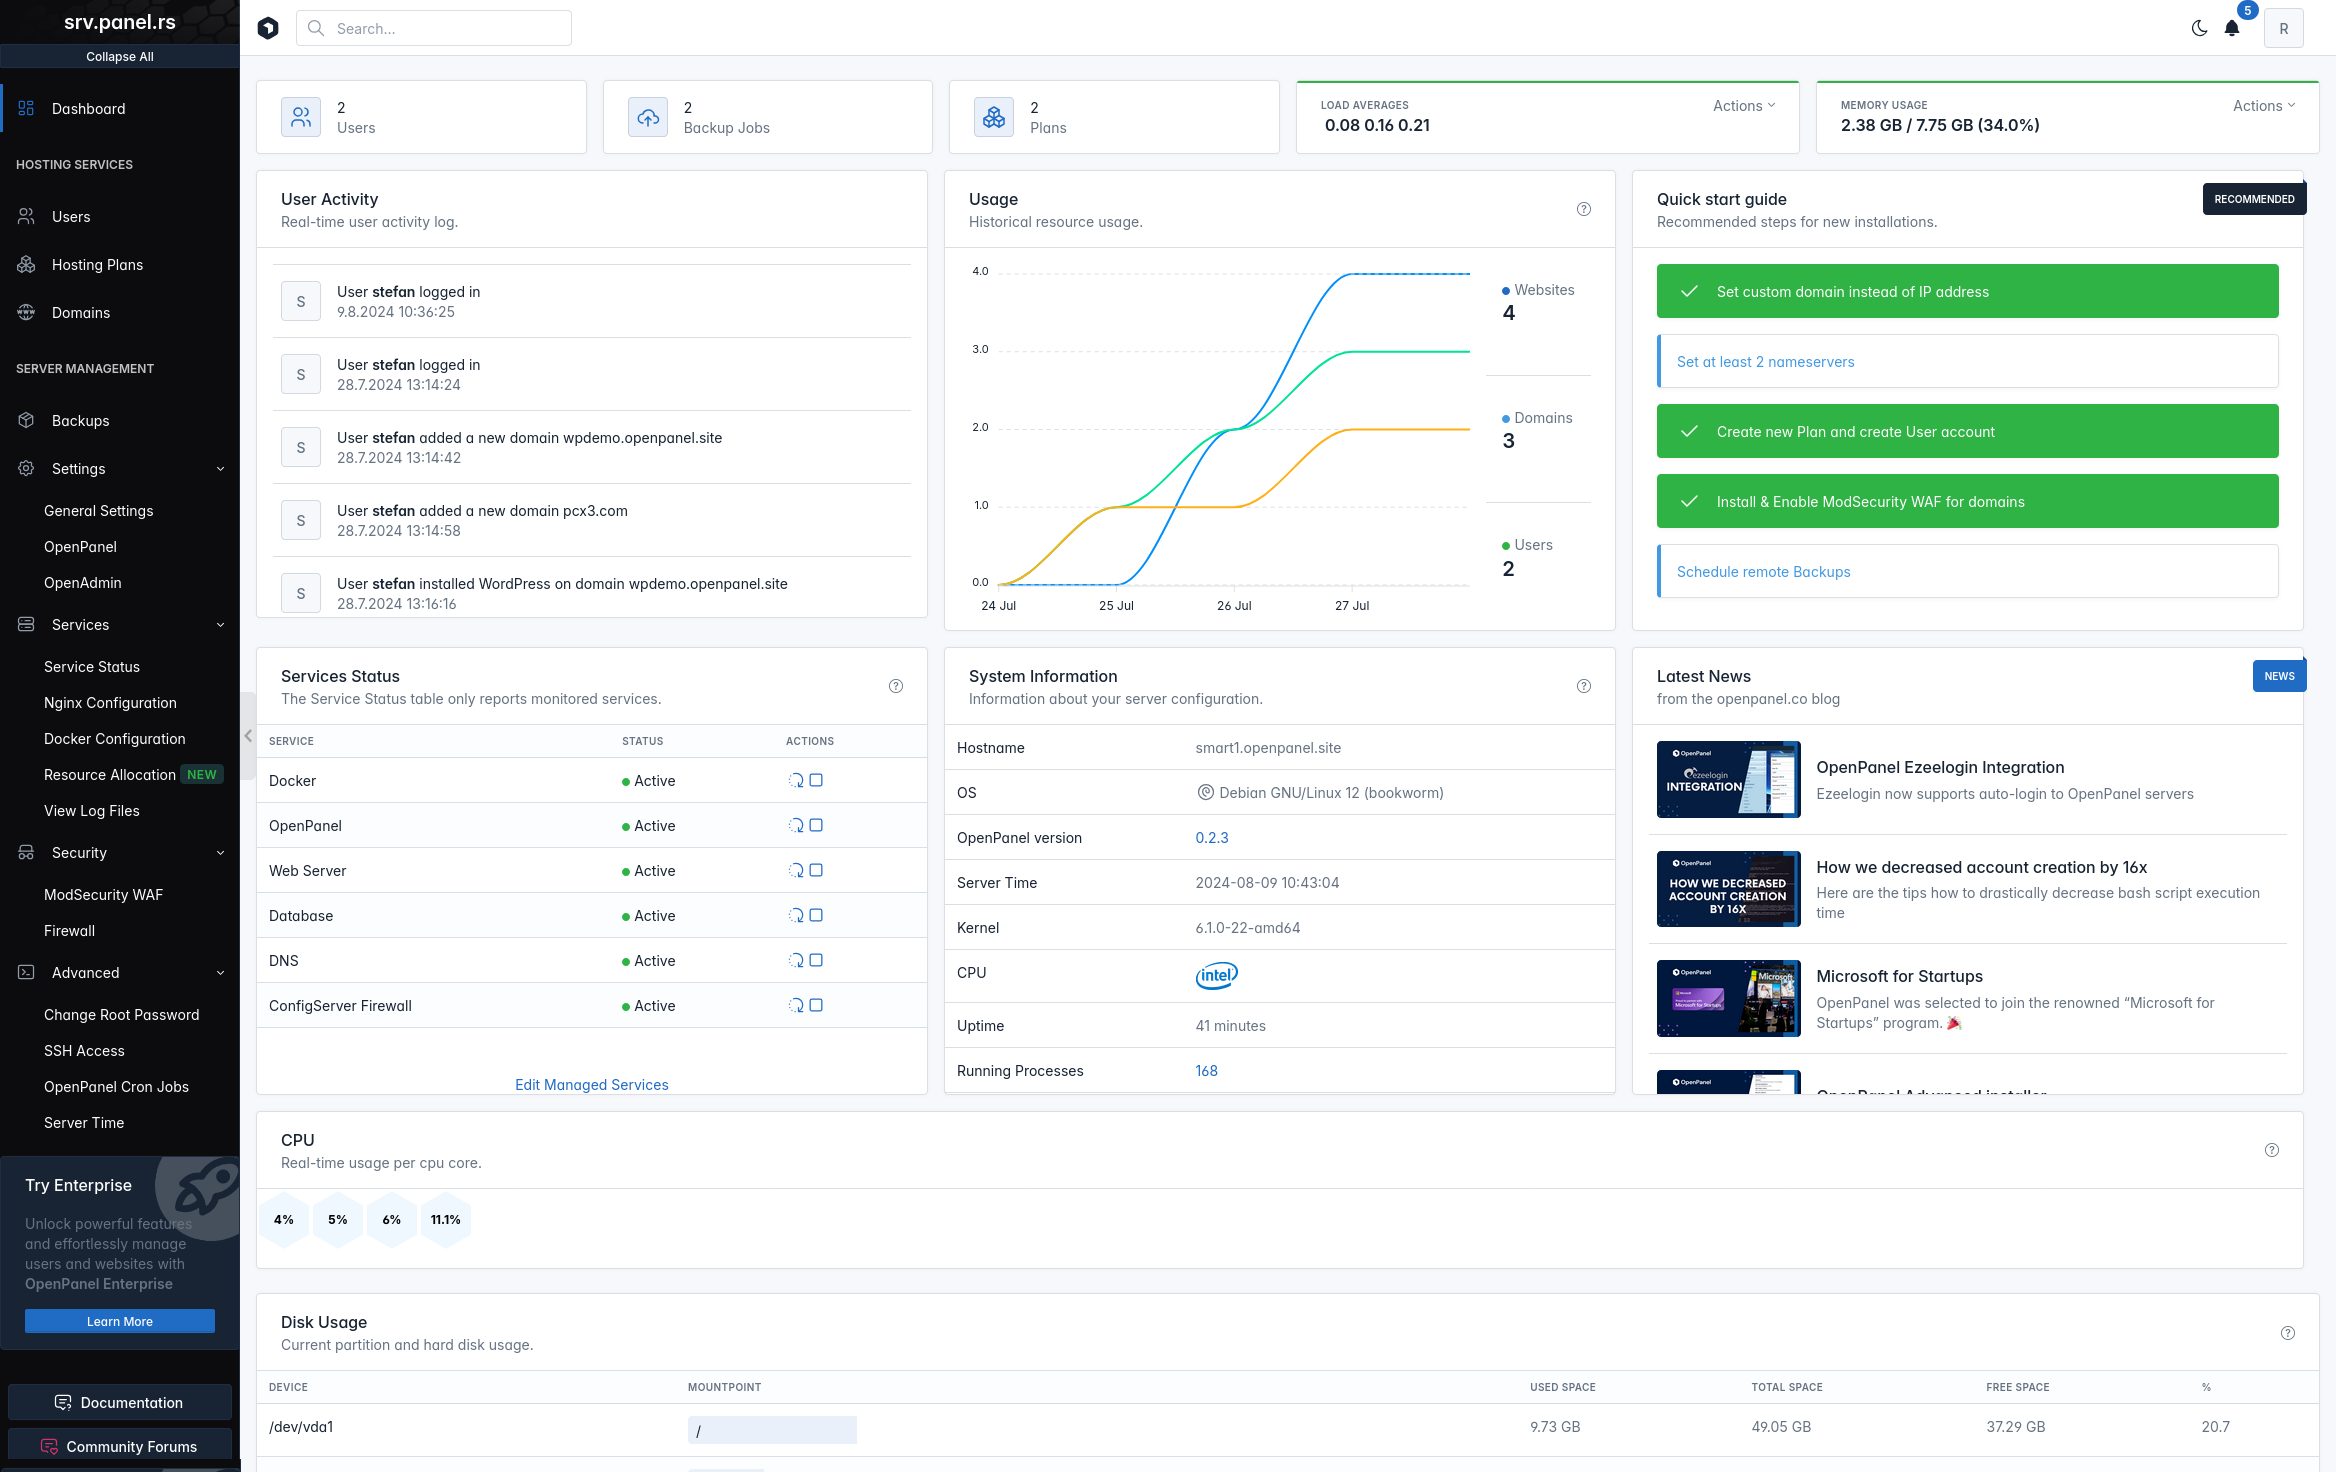 srv.panel.rs
Collapse All
Dashboard
HOSTING SERVICES
Users
Hosting Plans
Domains
SERVER MANAGEMENT
Backups
Settings
General Settings
OpenPanel
OpenAdmin
Services
Service Status
Nginx Configuration
Docker Configuration
Resource Allocation NEW
View Log Files
Security
ModSecurity WAF
Firewall
Advanced
Change Root Password
SSH Access
OpenPanel Cron Jobs
Server Time
Try Enterprise
Unlock powerful features
and effortlessly manage
users and websites with
OpenPanel Enterprise
Learn More
Documentation
Community Forums
Search...
5
R
2
Users
2
Backup Jobs
2
Plans
LOAD AVERAGES
Actions
0.08 0.16 0.21
MEMORY USAGE
Actions
2.38 GB / 7.75 GB (34.0%)
User Activity
Real-time user activity log.
S
User stefan logged in
9.8.2024 10:36:25
S
User stefan logged in
28.7.2024 13:14:24
S
User stefan added a new domain wpdemo.openpanel.site
28.7.2024 13:14:42
S
User stefan added a new domain pcx3.com
28.7.2024 13:14:58
S
User stefan installed WordPress on domain wpdemo.openpanel.site
28.7.2024 13:16:16
Usage
Historical resource usage.
4.0
3.0
2.0
1.0
0.0
24 Jul 25 Jul 26 Jul 27 Jul
Websites
4
Domains
3
Users
2
Quick start guide
Recommended steps for new installations.
RECOMMENDED
Set custom domain instead of IP address
Set at least 2 nameservers
Create new Plan and create User account
Install & Enable ModSecurity WAF for domains
Schedule remote Backups
Services Status
The Service Status table only reports monitored services.
SERVICE STATUS ACTIONS
Docker Active
OpenPanel Active
Web Server Active
Database Active
DNS Active
ConfigServer Firewall Active
Edit Managed Services
System Information
Information about your server configuration.
Hostname smart1.openpanel.site
OS Debian GNU/Linux 12 (bookworm)
OpenPanel version 0.2.3
Server Time 2024-08-09 10:43:04
Kernel 6.1.0-22-amd64
CPU intel
Uptime 41 minutes
Running Processes 168
Latest News
from the openpanel.co blog
NEWS
OpenPanel
ezeelogin
INTEGRATION
OpenPanel Ezeelogin Integration
Ezeelogin now supports auto-login to OpenPanel servers
OpenPanel
HOW WE DECREASED
ACCOUNT CREATION
BY 16X
How we decreased account creation by 16x
Here are the tips how to drastically decrease bash script execution
time
OpenPanel
Microsoft
Microsoft for Startups
Microsoft for Startups
OpenPanel was selected to join the renowned “Microsoft for
Startups” program.
OpenPanel
OpenPanel Advanced installer
CPU
Real-time usage per cpu core.
4% 5% 6% 11.1%
Disk Usage
Current partition and hard disk usage.
DEVICE MOUNTPOINT USED SPACE TOTAL SPACE FREE SPACE %
/dev/vda1 / 9.73 GB 49.05 GB 37.29 GB 20.7